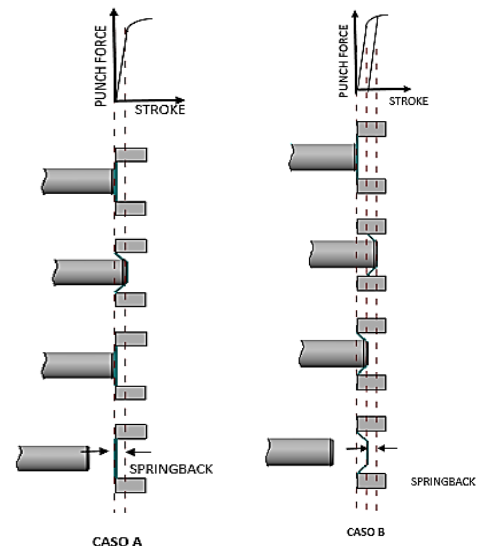 PUNCH FORCE
STROKE
SPRINGBACK
CASO A
PUNCH FORCE
STROKE
SPRINGBACK
CASO B